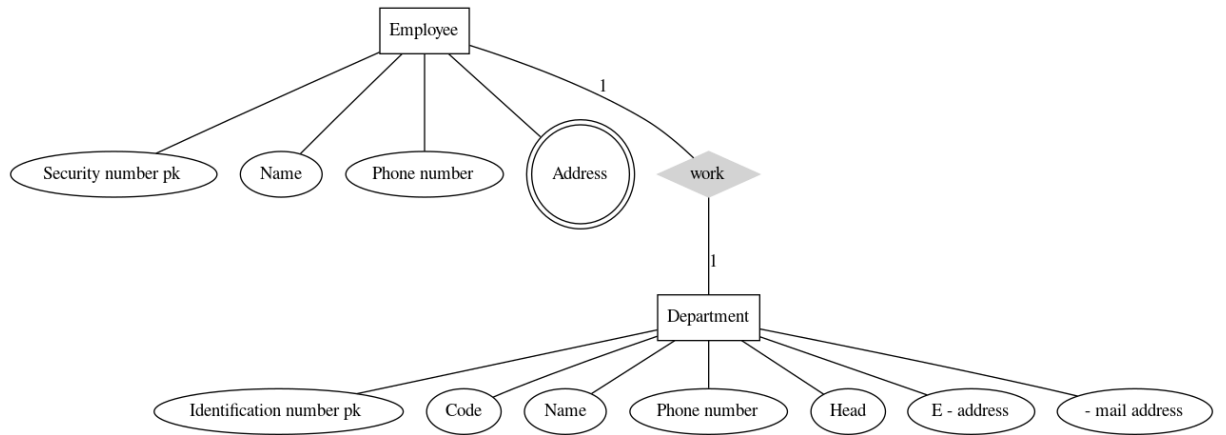 Employee
1
Security number pk
Name
Phone number
Address
work
1
Department
Identification number pk
Code
Name
Phone number
Head
E - address
- mail address